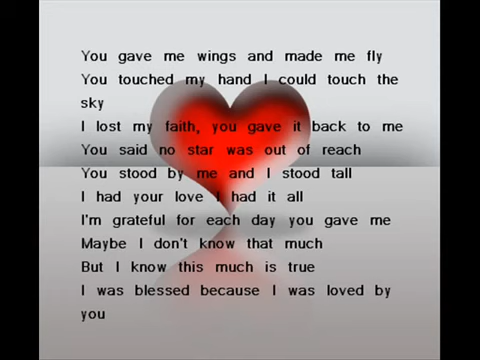 You gave me wings and made me fly
You touched my hand I could touch the
sky
I lost my faith, you gave it back to me
You said no star was out of reach
You stood by me and I stood tall
I had your love I had it all
I'm grateful for each day you gave me
Maybe I don't know that much
But I know this much is true
I was blessed because I was loved by
you